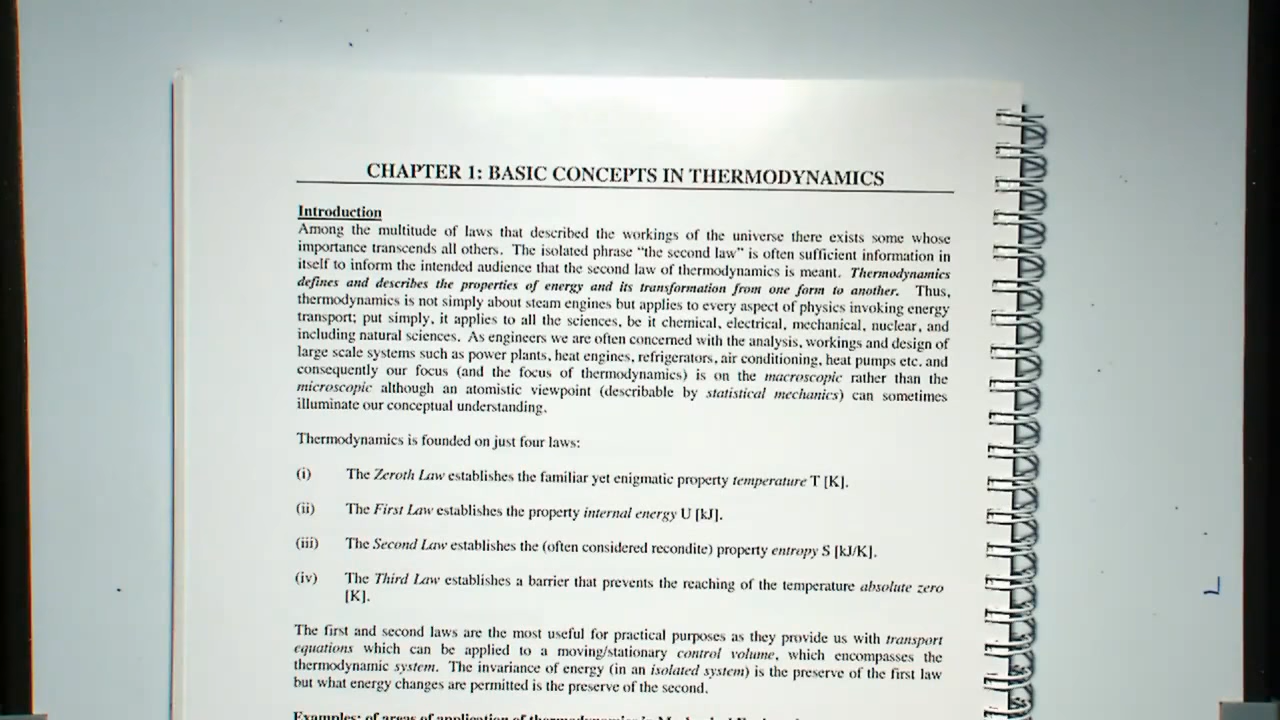 CHAPTER 1: BASIC CONCEPTS IN THERMODYNAMICS
Introduction
Among the multitude of laws that described the workings of the universe there exists some whose
importance transcends all others. The isolated phrase “the second law” is often sufficient information in
itself to inform the intended audience that the second law of thermodynamics is meant. Thermodynamics
defines and describes the properties of energy and its transformation from one form to another. Thus,
thermodynamics is not simply about steam engines but applies to every aspect of physics invoking energy
transport; put simply, it applies to all the sciences, be it chemical, electrical, mechanical, nuclear, and
including natural sciences. As engineers we are often concerned with the analysis, workings and design of
large scale systems such as power plants, heat engines, refrigerators, air conditioning, heat pumps etc. and
consequently our focus (and the focus of thermodynamics) is on the macroscopic rather than the
microscopic although an atomistic viewpoint (describable by statistical mechanics) can sometimes
illuminate our conceptual understanding.
Thermodynamics is founded on just four laws:
(i) The Zeroth Law establishes the familiar yet enigmatic property temperature T [K].
(ii) The First Law establishes the property internal energy U [kJ].
(iii) The Second Law establishes the (often considered recondite) property entropy S [kJ/K].
(iv) The Third Law establishes a barrier that prevents the reaching of the temperature absolute zero
[K].
The first and second laws are the most useful for practical purposes as they provide us with transport
equations which can be applied to a moving/stationary control volume, which encompasses the
thermodynamic system. The invariance of energy (in an isolated system) is the preserve of the first law
but what energy changes are permitted is the preserve of the second.
Examples: of areas of application of thermodynamics in